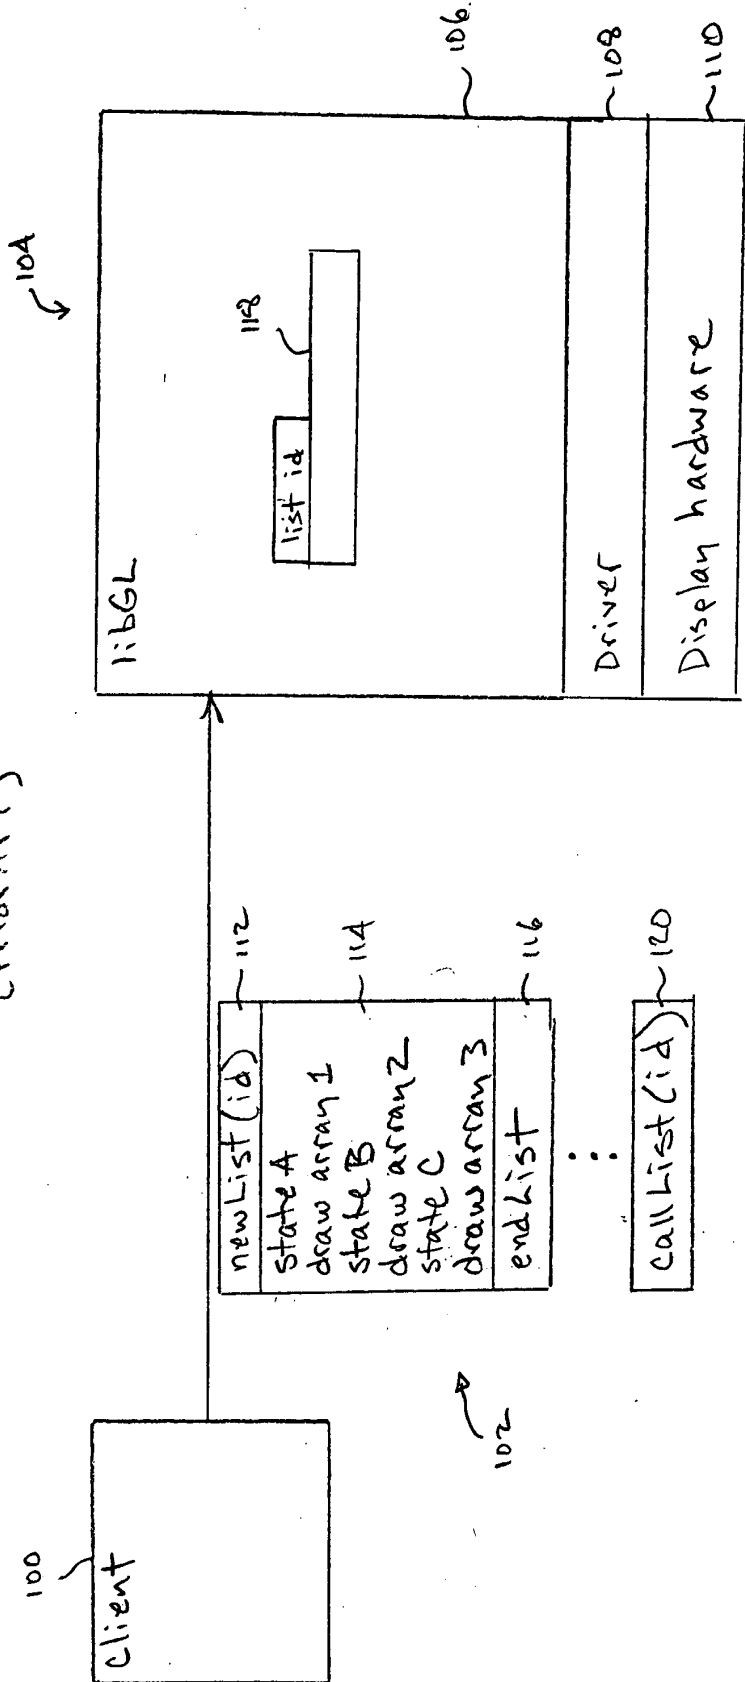 100
Client
102
newList(id)
112
state A
draw array 1
state B
draw array 2
state C
draw array 3
114
endList
116
callList(id)
120
104
libGL
106
list id
118
Driver
108
Display hardware
110